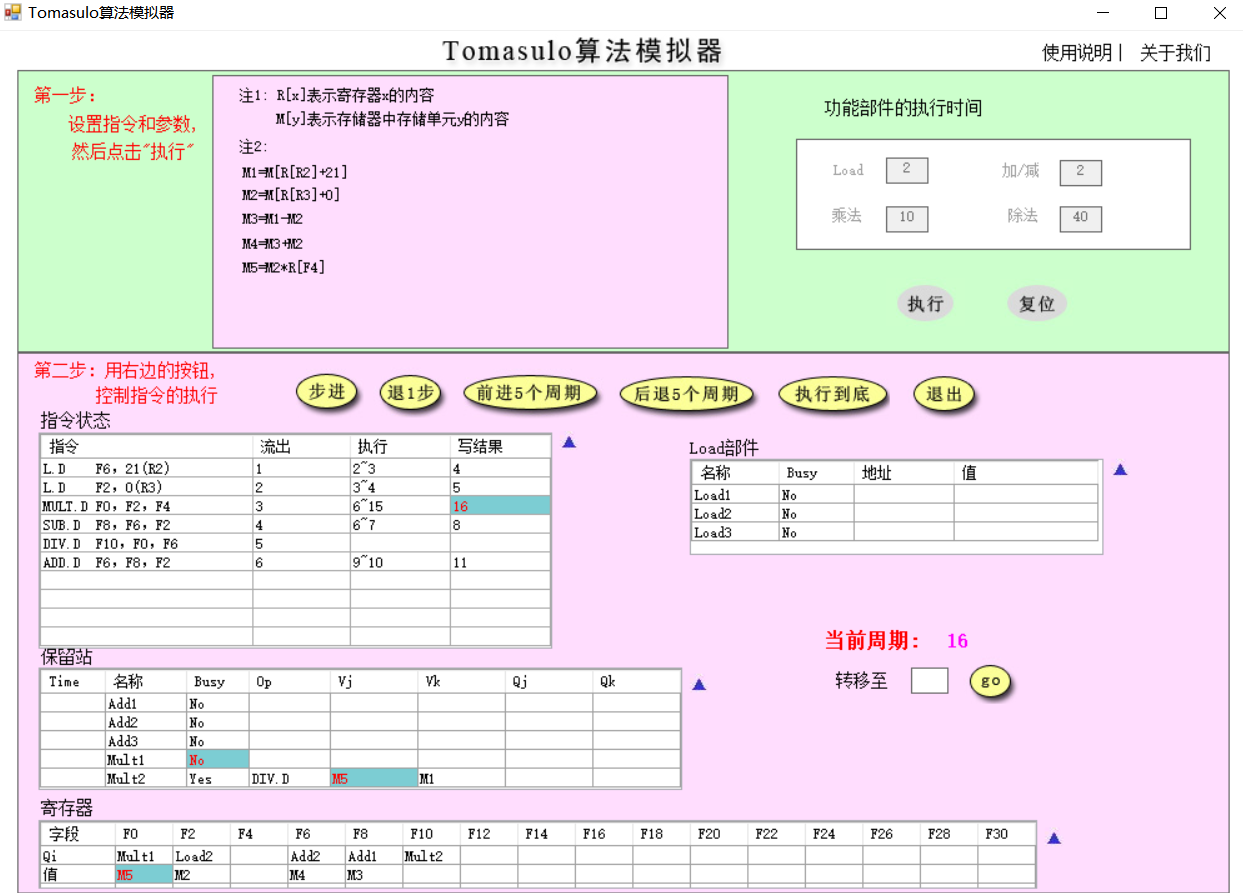 Tomasulo算法模拟器
Tomasulo算法模拟器
使用说明| 关于我们
第一步:
设置指令和参数,
然后点击"执行"
注1: R[x]表示寄存器x的内容
M[y]表示存储器中存储单元y的内容
注2:
M1=M[R[R2]+21]
M2=M[R[R3]+0]
M3=M1-M2
M4=M3+M2
M5=M2*R[F4]
功能部件的执行时间
Load 2 加/减 2
乘法 10 除法 40
执行 复位
第二步: 用右边的按钮,
控制指令的执行
步进 退1步 前进5个周期 后退5个周期 执行到底 退出
指令状态
指令 流出 执行 写结果
L.D F6, 21(R2) 1 2~3 4
L.D F2, 0(R3) 2 3~4 5
MULT.D F0, F2, F4 3 6~15 16
SUB.D F8, F6, F2 4 6~7 8
DIV.D F10, F0, F6 5
ADD.D F6, F8, F2 6 9~10 11
Load部件
名称 Busy 地址 值
Load1 No
Load2 No
Load3 No
当前周期: 16
转移至 go
保留站
Time 名称 Busy Op Vj Vk Qj Qk
Add1 No
Add2 No
Add3 No
Mult1 No
Mult2 Yes DIV.D M5 M1
寄存器
字段 F0 F2 F4 F6 F8 F10 F12 F14 F16 F18 F20 F22 F24 F26 F28 F30
Qi Mult1 Load2 Add2 Add1 Mult2
值 M5 M2 M4 M3